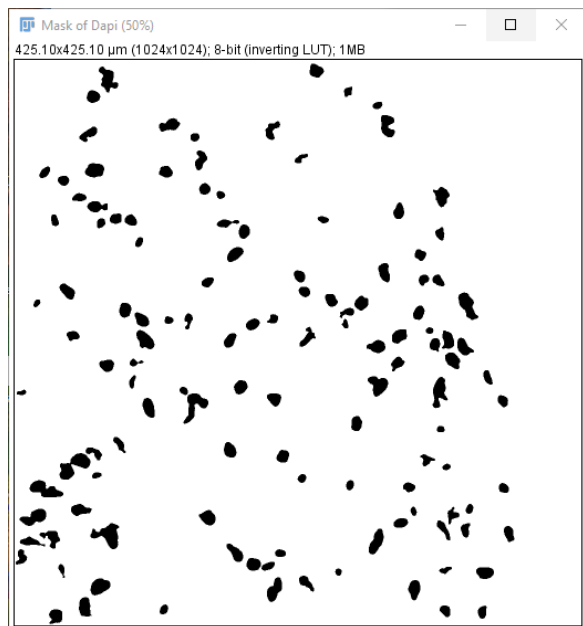 Mask of Dapi (50%)
425.10x425.10 µm (1024x1024); 8-bit (inverting LUT); 1MB